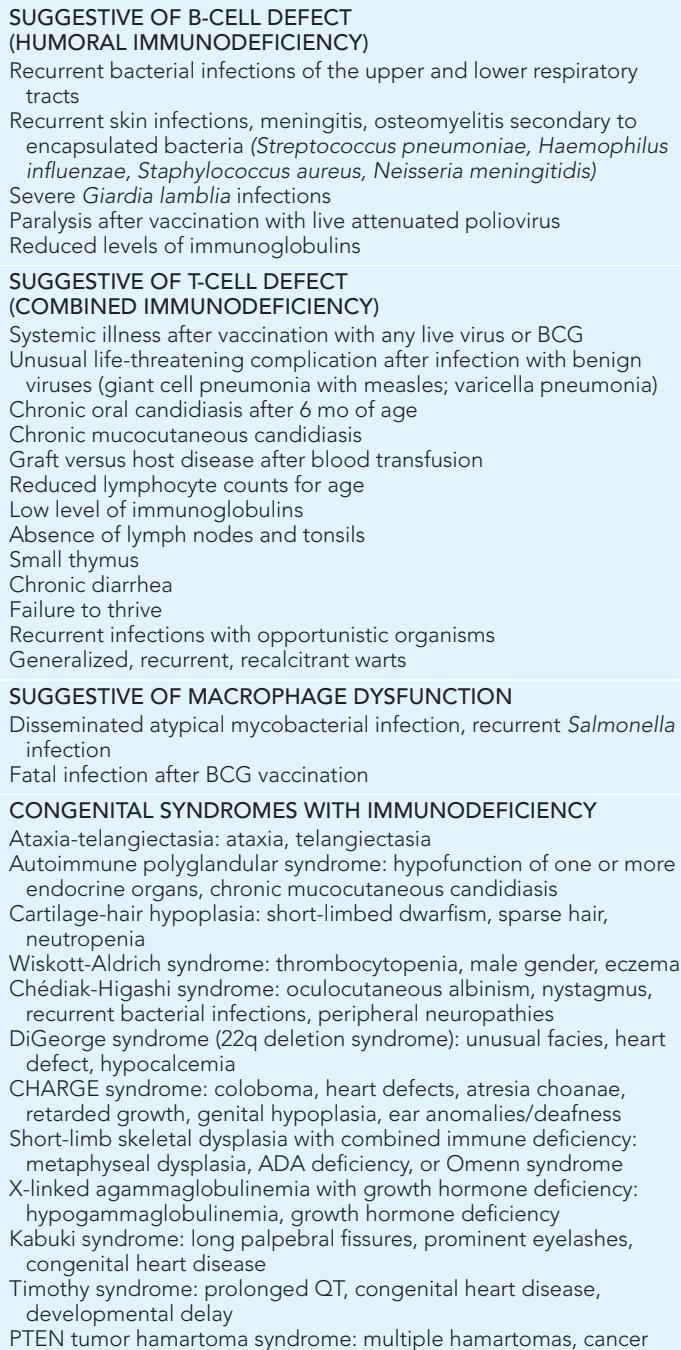 SUGGESTIVE OF B-CELL DEFECT
(HUMORAL IMMUNODEFICIENCY)
Recurrent bacterial infections of the upper and lower respiratory
tracts
Recurrent skin infections, meningitis, osteomyelitis secondary to
encapsulated bacteria (Streptococcus pneumoniae, Haemophilus
influenzae, Staphylococcus aureus, Neisseria meningitidis)
Severe Giardia lamblia infections
Paralysis after vaccination with live attenuated poliovirus
Reduced levels of immunoglobulins
SUGGESTIVE OF T-CELL DEFECT
(COMBINED IMMUNODEFICIENCY)
Systemic illness after vaccination with any live virus or BCG
Unusual life-threatening complication after infection with benign
viruses (giant cell pneumonia with measles; varicella pneumonia)
Chronic oral candidiasis after 6 mo of age
Chronic mucocutaneous candidiasis
Graft versus host disease after blood transfusion
Reduced lymphocyte counts for age
Low level of immunoglobulins
Absence of lymph nodes and tonsils
Small thymus
Chronic diarrhea
Failure to thrive
Recurrent infections with opportunistic organisms
Generalized, recurrent, recalcitrant warts
SUGGESTIVE OF MACROPHAGE DYSFUNCTION
Disseminated atypical mycobacterial infection, recurrent Salmonella
infection
Fatal infection after BCG vaccination
CONGENITAL SYNDROMES WITH IMMUNODEFICIENCY
Ataxia-telangiectasia: ataxia, telangiectasia
Autoimmune polyglandular syndrome: hypofunction of one or more
endocrine organs, chronic mucocutaneous candidiasis
Cartilage-hair hypoplasia: short-limbed dwarfism, sparse hair,
neutropenia
Wiskott-Aldrich syndrome: thrombocytopenia, male gender, eczema
Chédiak-Higashi syndrome: oculocutaneous albinism, nystagmus,
recurrent bacterial infections, peripheral neuropathies
DiGeorge syndrome (22q deletion syndrome): unusual facies, heart
defect, hypocalcemia
CHARGE syndrome: coloboma, heart defects, atresia choanae,
retarded growth, genital hypoplasia, ear anomalies/deafness
Short-limb skeletal dysplasia with combined immune deficiency:
metaphyseal dysplasia, ADA deficiency, or Omenn syndrome
X-linked agammaglobulinemia with growth hormone deficiency:
hypogammaglobulinemia, growth hormone deficiency
Kabuki syndrome: long palpebral fissures, prominent eyelashes,
congenital heart disease
Timothy syndrome: prolonged QT, congenital heart disease,
developmental delay
PTEN tumor hamartoma syndrome: multiple hamartomas, cancer